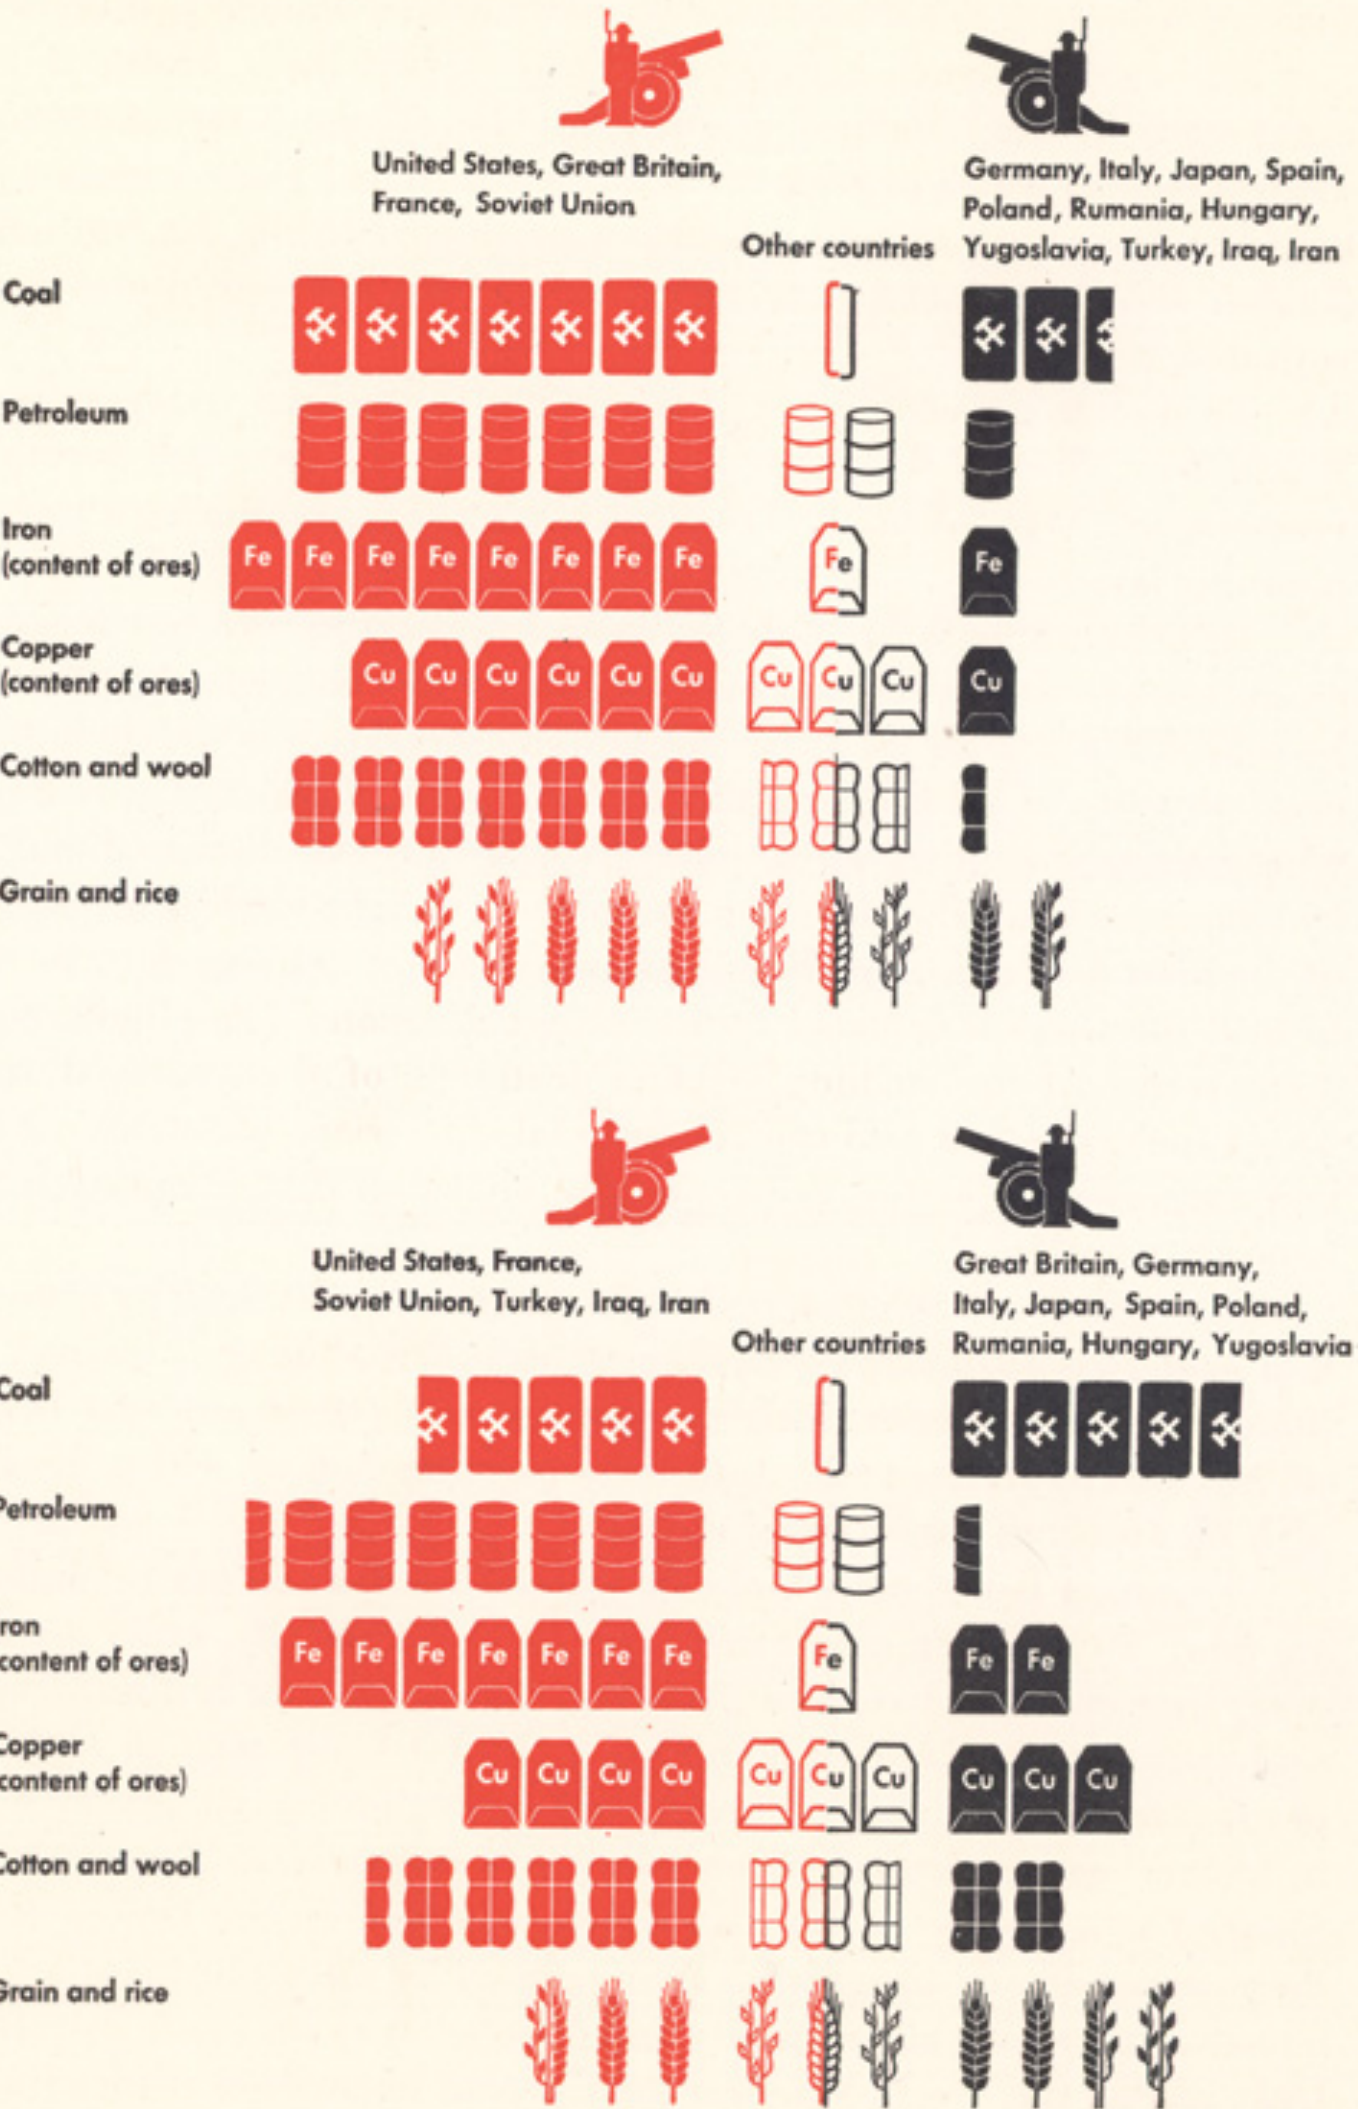 United States, Great Britain,
France, Soviet Union
Other countries
Germany, Italy, Japan, Spain,
Poland, Rumania, Hungary,
Yugoslavia, Turkey, Iraq, Iran
Coal
Petroleum
Iron
(content of ores)
Fe Fe Fe Fe Fe Fe Fe Fe Fe Fe
Copper
(content of ores)
Cu Cu Cu Cu Cu Cu Cu Cu Cu Cu
Cotton and wool
Grain and rice
United States, France,
Soviet Union, Turkey, Iraq, Iran
Other countries
Great Britain, Germany,
Italy, Japan, Spain, Poland,
Rumania, Hungary, Yugoslavia
Coal
Petroleum
Iron
content of ores)
Fe Fe Fe Fe Fe Fe Fe Fe Fe Fe
Copper
content of ores)
Cu Cu Cu Cu Cu Cu Cu Cu Cu Cu
Cotton and wool
Grain and rice